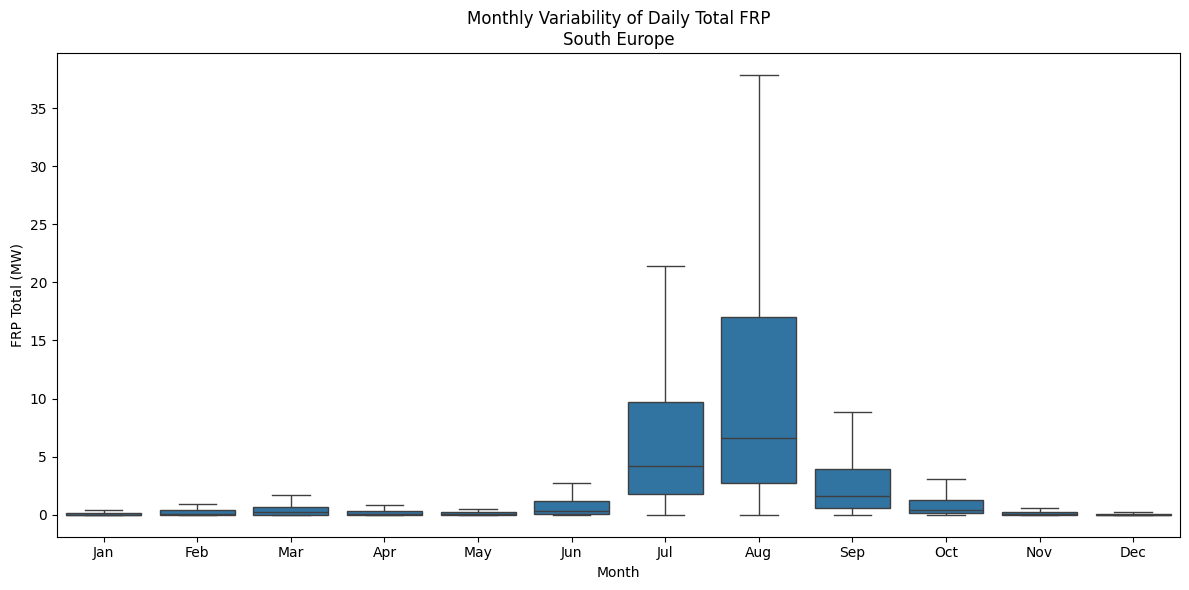 Monthly Variability of Daily Total FRP
South Europe
FRP Total (MW)
35
30
25
20
15
10
5
0
Jan Feb Mar Apr May Jun Jul Aug Sep Oct Nov Dec
Month